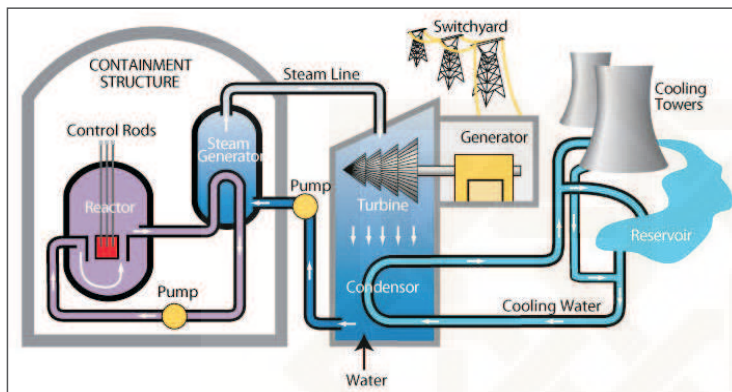 CONTAINMENT
STRUCTURE
Control Rods
Reactor
Pump
Steam
Generator
Steam Line
Pump
Switchyard
Generator
Turbine
Condensor
Water
Cooling
Towers
Reservoir
Cooling Water